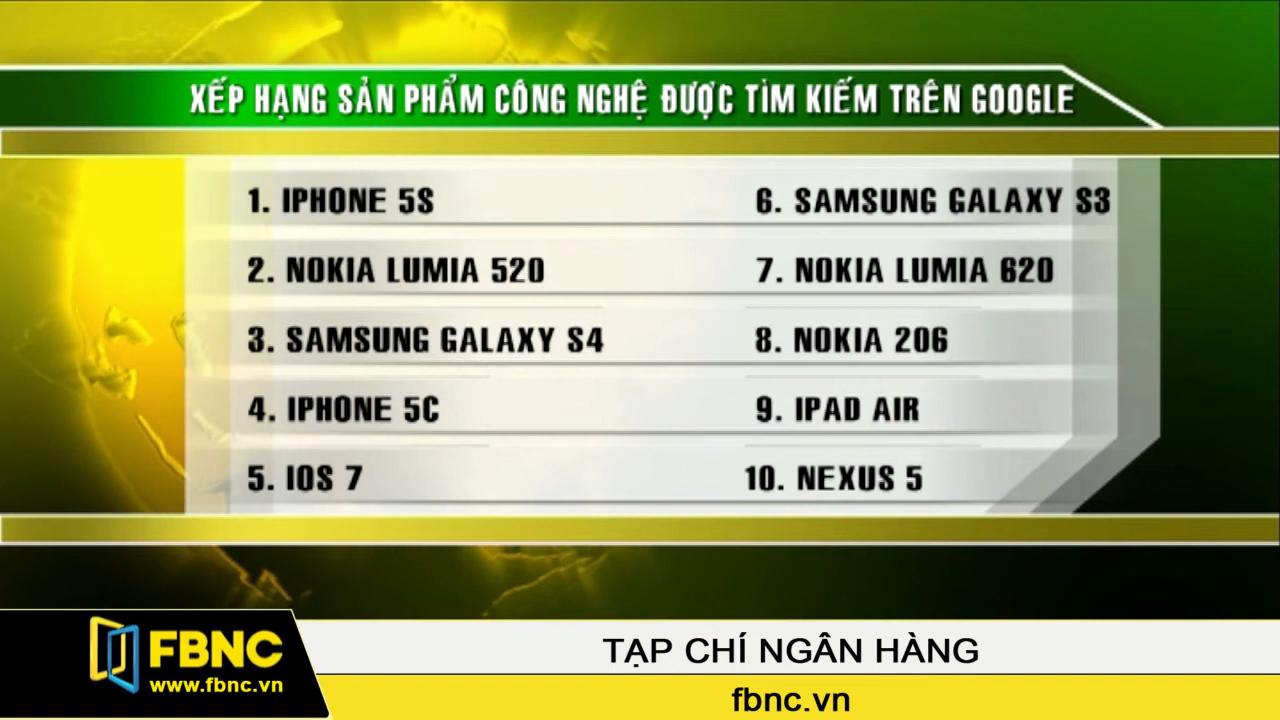 XẾP HẠNG SẢN PHẨM CÔNG NGHỆ ĐƯỢC TÌM KIẾM TRÊN GOOGLE
1. IPHONE 5S
2. NOKIA LUMIA 520
3. SAMSUNG GALAXY S4
4. IPHONE 5C
5. IOS 7
6. SAMSUNG GALAXY S3
7. NOKIA LUMIA 620
8. NOKIA 206
9. IPAD AIR
10. NEXUS 5
FBNC
www.fbnc.vn
TẠP CHÍ NGÂN HÀNG
fbnc.vn